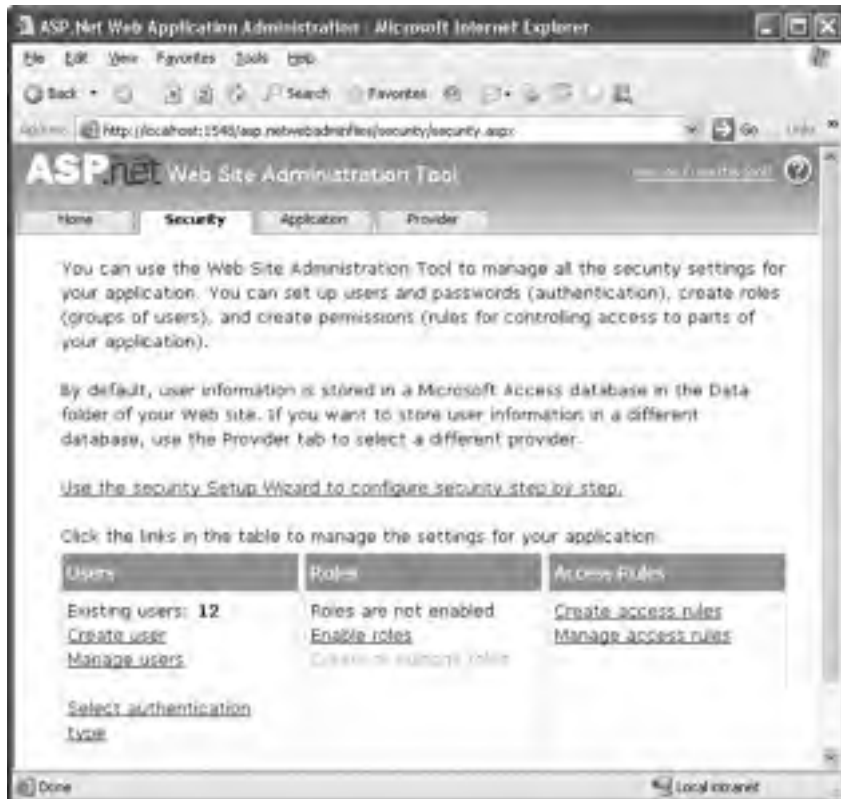 ASP.Net Web Application Administration - Microsoft Internet Explorer
File Edit View Favorites Tools Help
Back Search Favorites
Address http://localhost:1548/asp.netwebadminfiles/security/security.aspx Go Links
ASP.net Web Site Administration Tool
Home Security Application Provider
You can use the Web Site Administration Tool to manage all the security settings for
your application. You can set up users and passwords (authentication), create roles
(groups of users), and create permissions (rules for controlling access to parts of
your application).
By default, user information is stored in a Microsoft Access database in the Data
folder of your Web site. If you want to store user information in a different
database, use the Provider tab to select a different provider.
Use the security Setup Wizard to configure security step by step.
Click the links in the table to manage the settings for your application
Users Roles Access Rules
Existing users: 12 Roles are not enabled Create access rules
Create user Enable roles Manage access rules
Manage users Create or manage roles
Select authentication
type
Done Local intranet